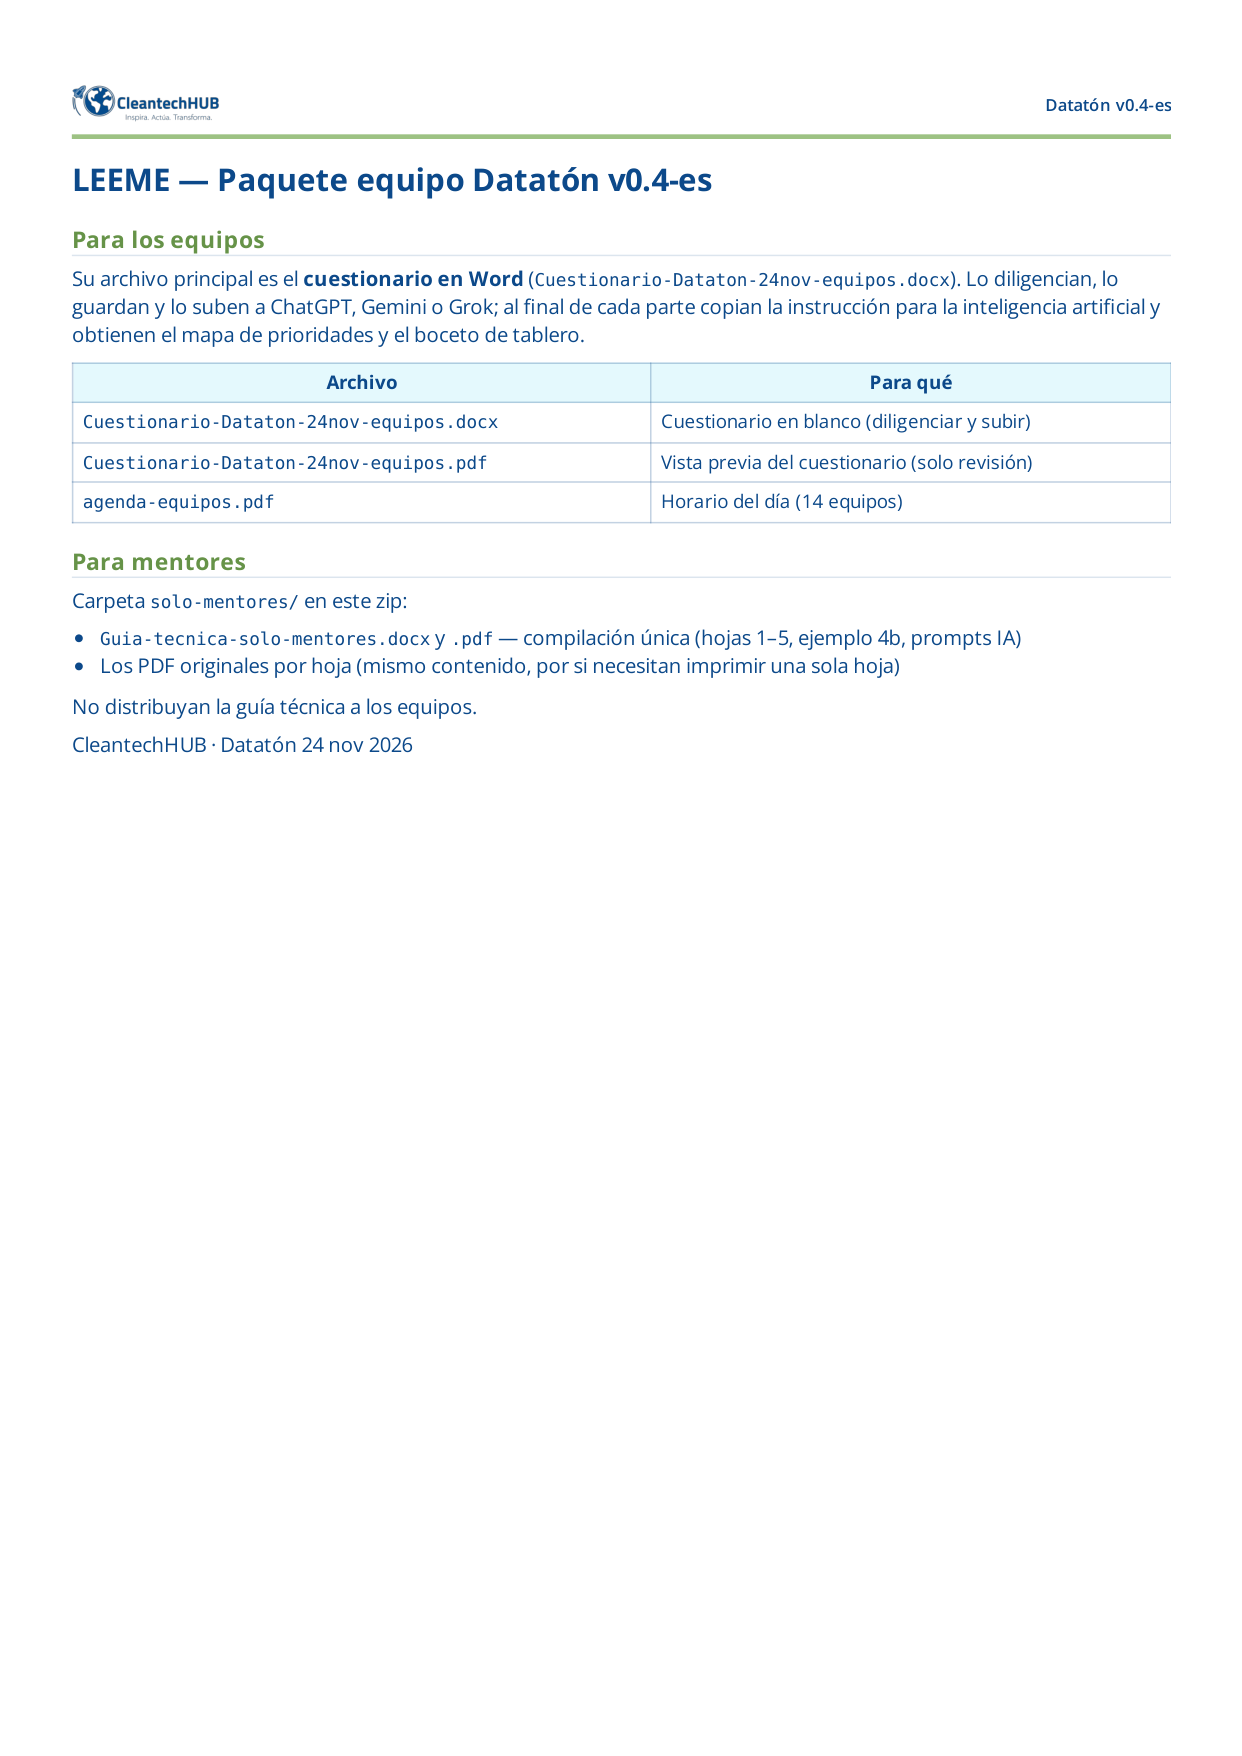 CleantechHUB
Inspira. Actúa. Transforma.
Datatón v0.4-es
LEEME — Paquete equipo Datatón v0.4-es
Para los equipos
Su archivo principal es el cuestionario en Word (Cuestionario-Dataton-24nov-equipos.docx). Lo diligencian, lo
guardan y lo suben a ChatGPT, Gemini o Grok; al final de cada parte copian la instrucción para la inteligencia artificial y
obtienen el mapa de prioridades y el boceto de tablero.
Archivo Para qué
Cuestionario-Dataton-24nov-equipos.docx Cuestionario en blanco (diligenciar y subir)
Cuestionario-Dataton-24nov-equipos.pdf Vista previa del cuestionario (solo revisión)
agenda-equipos.pdf Horario del día (14 equipos)
Para mentores
Carpeta solo-mentores/ en este zip:
• Guia-tecnica-solo-mentores.docx y .pdf — compilación única (hojas 1–5, ejemplo 4b, prompts IA)
• Los PDF originales por hoja (mismo contenido, por si necesitan imprimir una sola hoja)
No distribuyan la guía técnica a los equipos.
CleantechHUB · Datatón 24 nov 2026